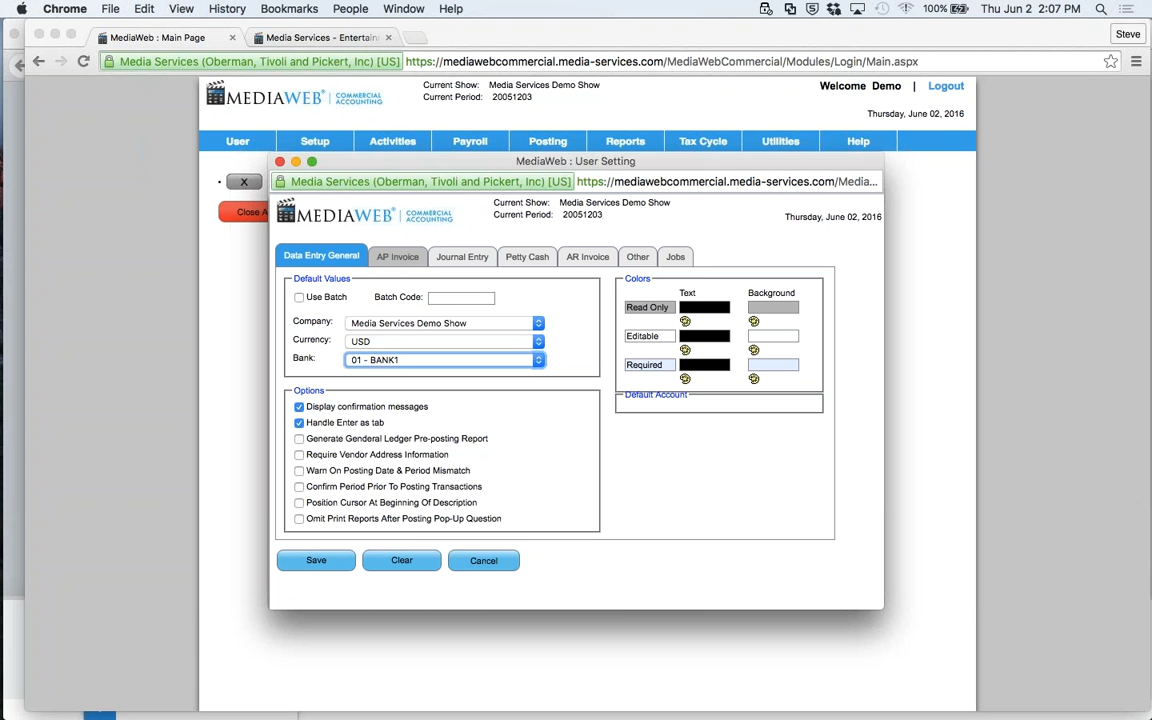 Chrome File Edit View History Bookmarks People Window Help 100% Thu Jun 2 2:07 PM
MediaWeb : Main Page × Media Services - Entertain × Steve
Media Services (Oberman, Tivoli and Pickert, Inc) [US] https://mediawebcommercial.media-services.com/MediaWebCommercial/Modules/Login/Main.aspx
MEDIAWEB® COMMERCIAL ACCOUNTING
Current Show: Media Services Demo Show
Current Period: 20051203
Welcome Demo | Logout
Thursday, June 02, 2016
User Setup Activities Payroll Posting Reports Tax Cycle Utilities Help
X
Close A
MediaWeb : User Setting
Media Services (Oberman, Tivoli and Pickert, Inc) [US] https://mediawebcommercial.media-services.com/Media...
MEDIAWEB® COMMERCIAL ACCOUNTING
Current Show: Media Services Demo Show
Current Period: 20051203
Thursday, June 02, 2016
Data Entry General AP Invoice Journal Entry Petty Cash AR Invoice Other Jobs
Default Values
Use Batch Batch Code:
Company: Media Services Demo Show
Currency: USD
Bank: 01 - BANK1
Options
Display confirmation messages
Handle Enter as tab
Generate Genderal Ledger Pre-posting Report
Require Vendor Address Information
Warn On Posting Date & Period Mismatch
Confirm Period Prior To Posting Transactions
Position Cursor At Beginning Of Description
Omit Print Reports After Posting Pop-Up Question
Colors
Text Background
Read Only
Editable
Required
Default Account
Save Clear Cancel